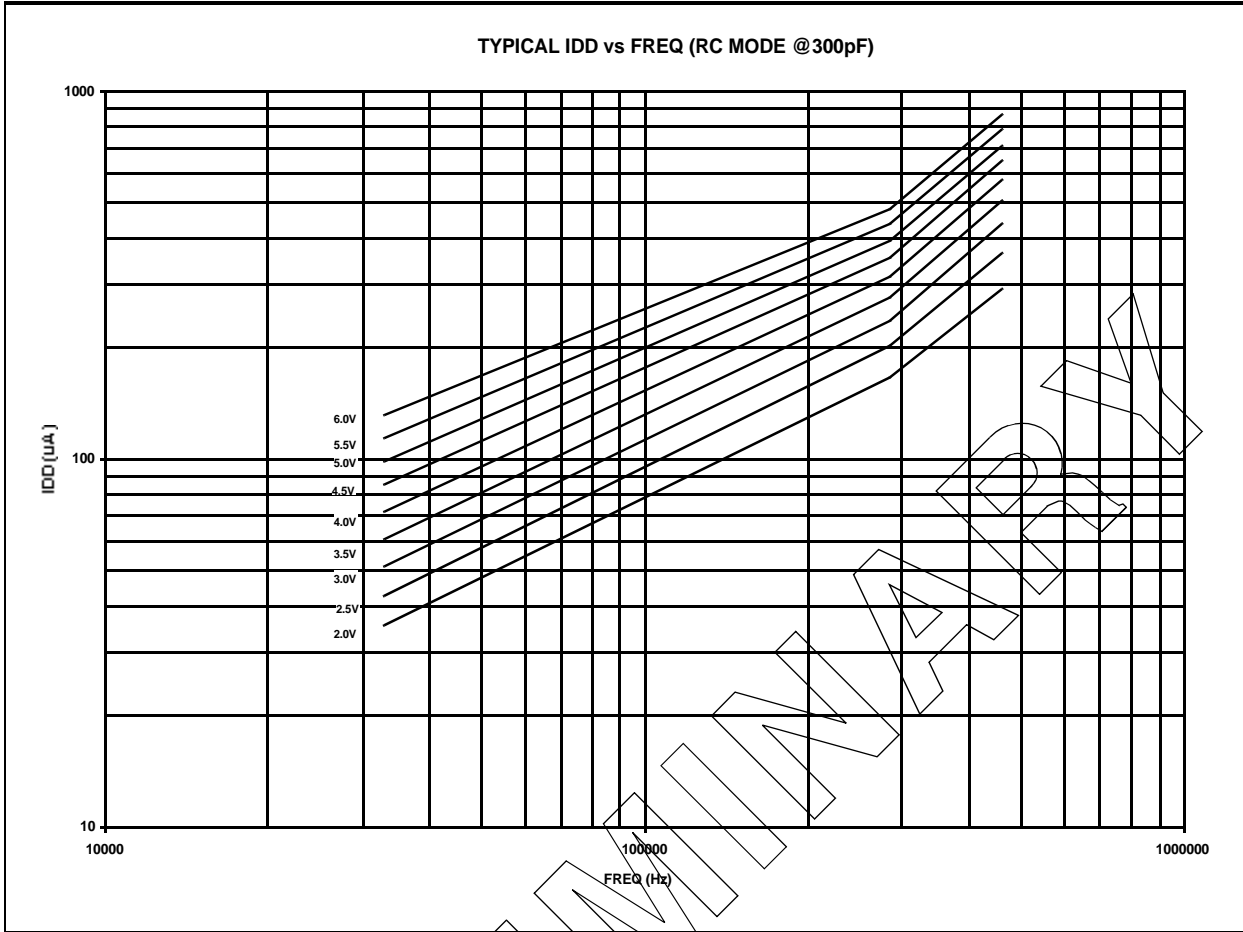 TYPICAL IDD vs FREQ (RC MODE @300pF)
1000
100
10
IDD(uA)
6.0V
5.5V
5.0V
4.5V
4.0V
3.5V
3.0V
2.5V
2.0V
10000
100000
1000000
FREQ (Hz)
MINARY